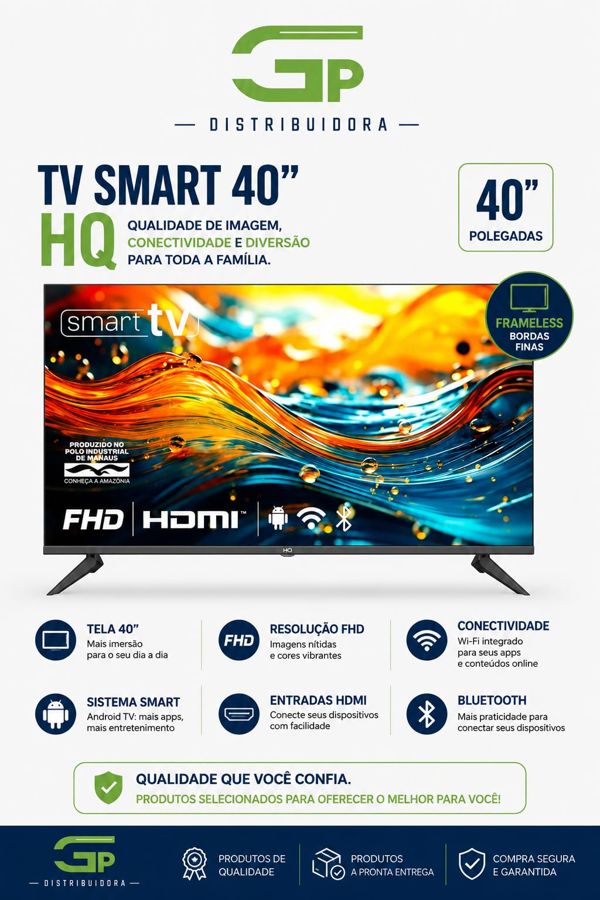 GP
DISTRIBUIDORA
TV SMART 40”
HQ
QUALIDADE DE IMAGEM,
CONECTIVIDADE E DIVERSÃO
PARA TODA A FAMÍLIA.
40”
POLEGADAS
FRAMELESS
BORDAS
FINAS
smart tv
PRODUZIDO NO
POLO INDUSTRIAL
DE MANAUS
CONHEÇA A AMAZÔNIA
FHD
HDMI™
HQ
TELA 40”
Mais imersão
para o seu dia a dia
FHD
RESOLUÇÃO FHD
Imagens nítidas
e cores vibrantes
CONECTIVIDADE
Wi-Fi integrado
para seus apps
e conteúdos online
SISTEMA SMART
Android TV: mais apps,
mais entretenimento
ENTRADAS HDMI
Conecte seus dispositivos
com facilidade
BLUETOOTH
Mais praticidade para
conectar seus dispositivos
QUALIDADE QUE VOCÊ CONFIA.
PRODUTOS SELECIONADOS PARA OFERECER O MELHOR PARA VOCÊ!
GP
DISTRIBUIDORA
PRODUTOS DE
QUALIDADE
PRODUTOS
A PRONTA ENTREGA
COMPRA SEGURA
E GARANTIDA